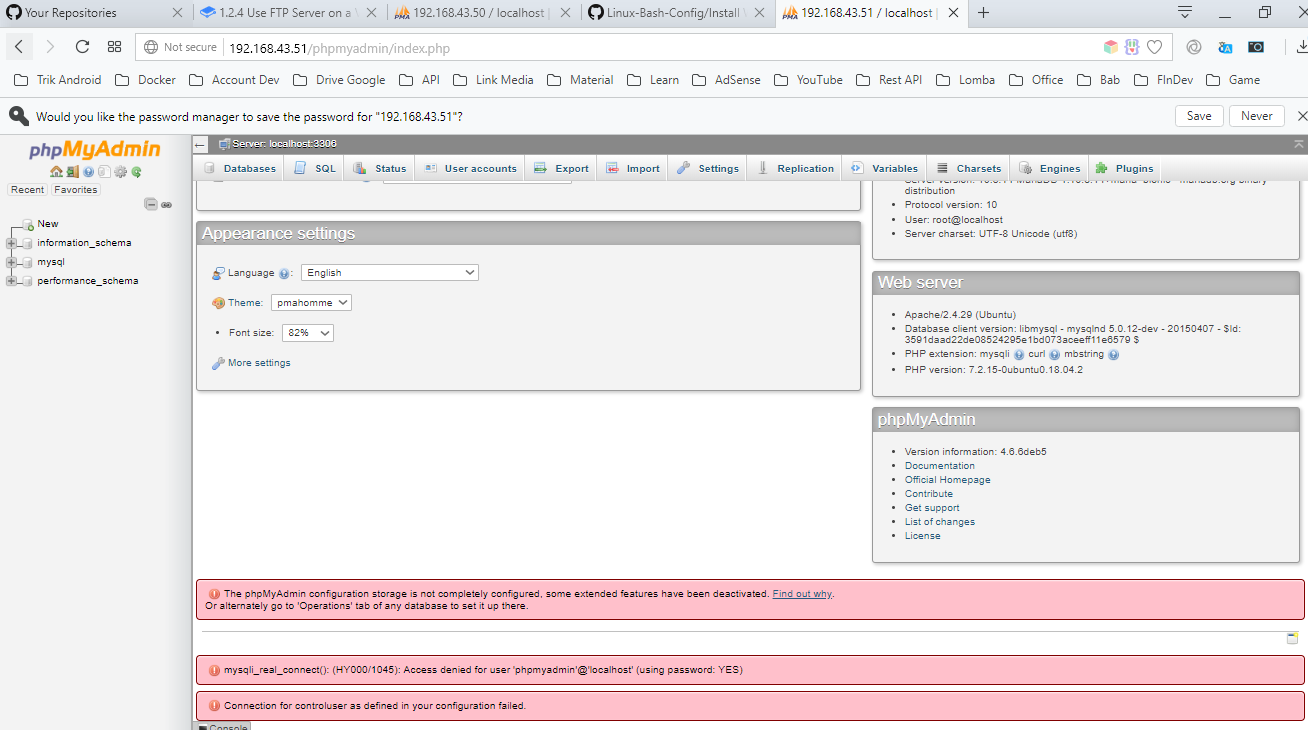 Your Repositories
1.2.4 Use FTP Server on a
192.168.43.50 / localhost |
Linux-Bash-Config/Install
192.168.43.51 / localhost |
Not secure
192.168.43.51/phpmyadmin/index.php
Trik Android
Docker
Account Dev
Drive Google
API
Link Media
Material
Learn
AdSense
YouTube
Rest API
Lomba
Office
Bab
FInDev
Game
Would you like the password manager to save the password for "192.168.43.51"?
Save
Never
phpMyAdmin
Recent
Favorites
New
information_schema
mysql
performance_schema
Server: localhost:3306
Databases
SQL
Status
User accounts
Export
Import
Settings
Replication
Variables
Charsets
Engines
Plugins
Appearance settings
Language :
English
Theme:
pmahomme
Font size:
82%
More settings
distribution
Protocol version: 10
User: root@localhost
Server charset: UTF-8 Unicode (utf8)
Web server
Apache/2.4.29 (Ubuntu)
Database client version: libmysql - mysqlnd 5.0.12-dev - 20150407 - $Id:
3591daad22de08524295e1bd073aceeff11e6579 $
PHP extension: mysqli curl mbstring
PHP version: 7.2.15-0ubuntu0.18.04.2
phpMyAdmin
Version information: 4.6.6deb5
Documentation
Official Homepage
Contribute
Get support
List of changes
License
The phpMyAdmin configuration storage is not completely configured, some extended features have been deactivated. Find out why.
Or alternately go to 'Operations' tab of any database to set it up there.
mysqli_real_connect(): (HY000/1045): Access denied for user 'phpmyadmin'@'localhost' (using password: YES)
Connection for controluser as defined in your configuration failed.
Console